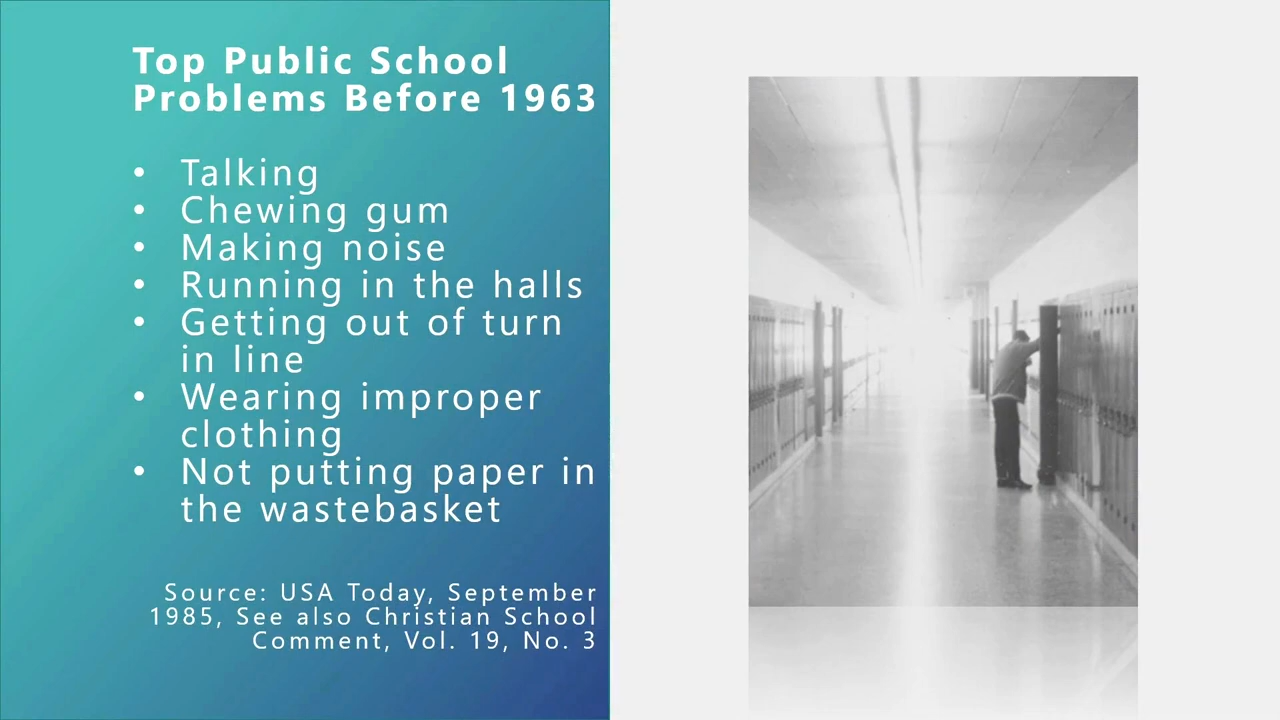 Top Public School
Problems Before 1963
• Talking
• Chewing gum
• Making noise
• Running in the halls
• Getting out of turn
in line
• Wearing improper
clothing
• Not putting paper in
the wastebasket
Source: USA Today, September
1985, See also Christian School
Comment, Vol. 19, No. 3